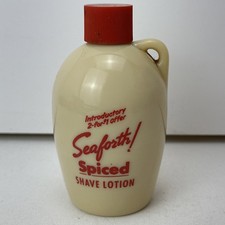 Introductory
2-for-1 offer
Seaforth!
Spiced
SHAVE LOTION